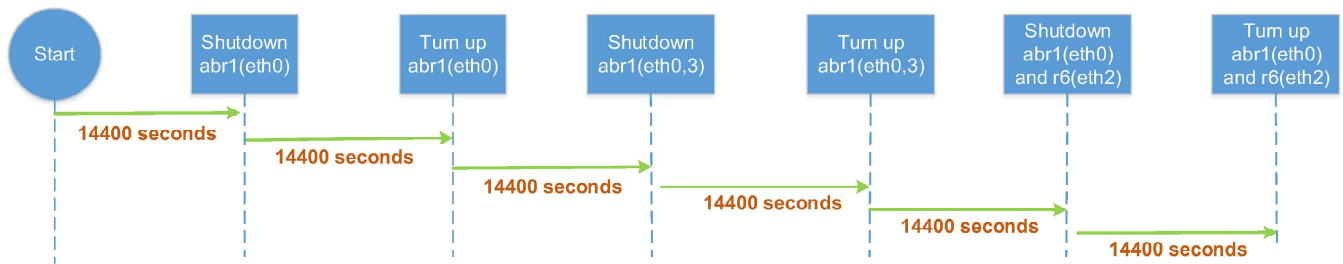 Start
Shutdown
abr1(eth0)
Turn up
abr1(eth0)
Shutdown
abr1(eth0,3)
Turn up
abr1(eth0,3)
Shutdown
abr1(eth0)
and r6(eth2)
Turn up
abr1(eth0)
and r6(eth2)
14400 seconds
14400 seconds
14400 seconds
14400 seconds
14400 seconds
14400 seconds